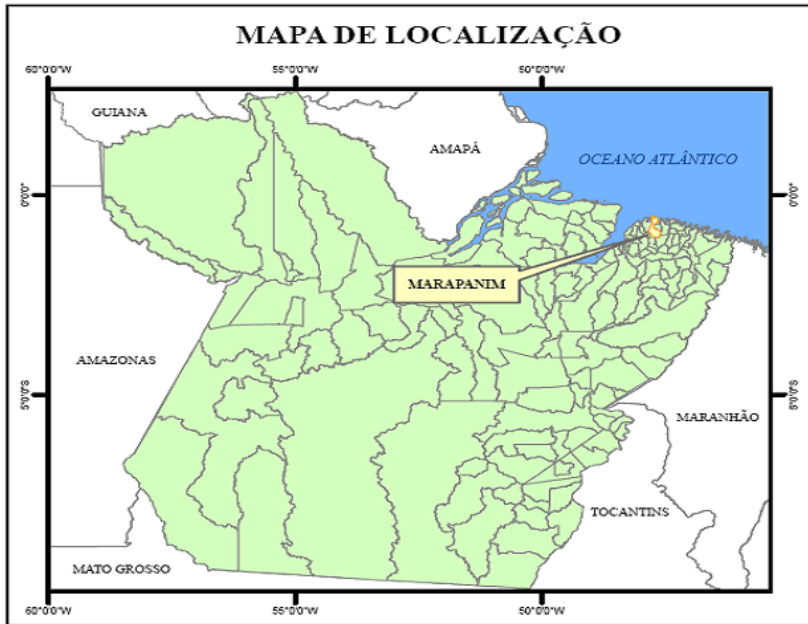 MAPA DE LOCALIZAÇÃO
60°0'0"W
55°0'0"W
50°0'0"W
GUIANA
AMAPÁ
OCEANO ATLÂNTICO
0°0'0"
0°0'0"
MARAPANIM
AMAZONAS
5°0'0"S
5°0'0"S
MARANHÃO
TOCANTINS
MATO GROSSO
60°0'0"W
55°0'0"W
50°0'0"W